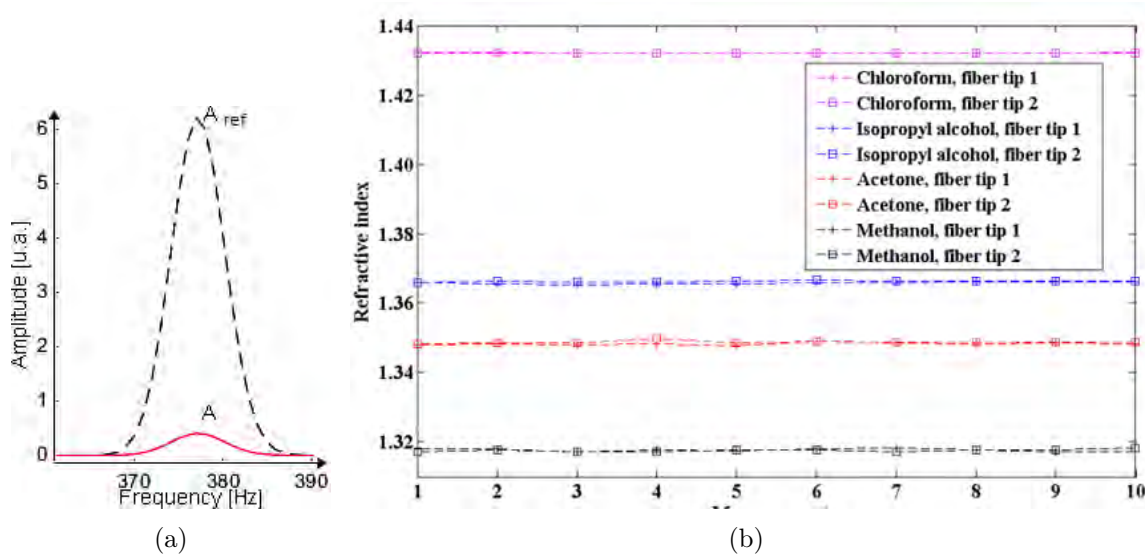 6
5
4
3
2
1
0
Amplitude [u.a.]
A ref
A
370
380
390
Frequency [Hz]
(a)
1.44
1.42
1.40
1.38
1.36
1.34
1.32
Refractive index
Chloroform, fiber tip 1
Chloroform, fiber tip 2
Isopropyl alcohol, fiber tip 1
Isopropyl alcohol, fiber tip 2
Acetone, fiber tip 1
Acetone, fiber tip 2
Methanol, fiber tip 1
Methanol, fiber tip 2
1 2 3 4 5 6 7 8 9 10
(b)